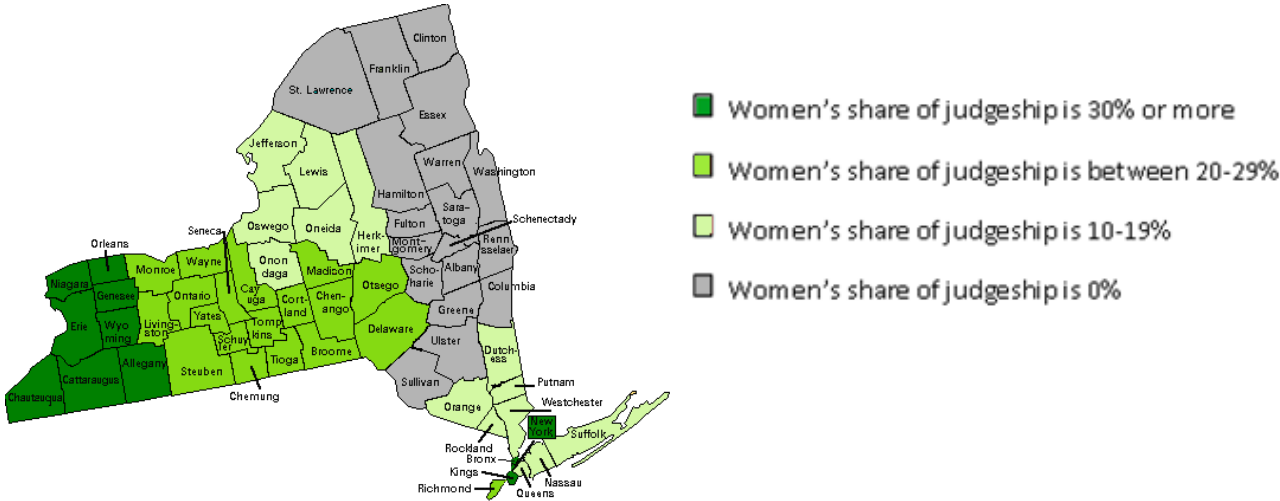 Clinton
Franklin
St. Lawrence
Essex
Jefferson
Lewis
Warren
Washington
Hamilton
Oswego
Oneida
Herk-
imer
Fulton
Sara-
toga
Schenectady
Mont-
gomery
Renn
sselaer
Seneca
Orleans
Monroe
Wayne
Onon
daga
Madison
Otsego
Scho-
harie
Albany
Columbia
Niagara
Genesee
Ontario
Cay
uga
Cort-
land
Chen-
ango
Greene
Erie
Wyo
ming
Living-
ston
Yates
Tomp
kins
Schuy
ler
Delaware
Ulster
Dutch-
ess
Chautauqua
Cattaraugus
Allegany
Steuben
Tioga
Broome
Chemung
Sullivan
Putnam
Orange
Westchester
Rockland
New
York
Suffolk
Bronx
Kings
Richmond
Queens
Nassau
Women's share of judgeship is 30% or more
Women's share of judgeship is between 20-29%
Women's share of judgeship is 10-19%
Women's share of judgeship is 0%